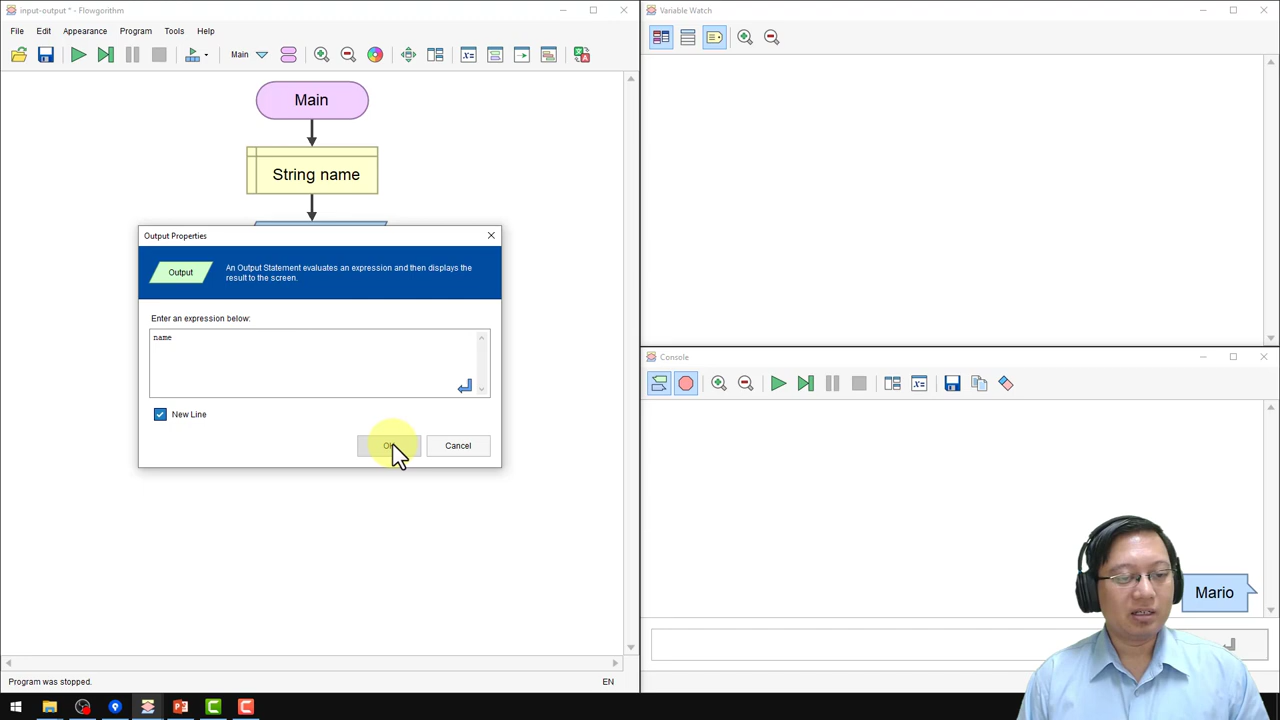 input-output * - Flowgorithm
File Edit Appearance Program Tools Help
Main
Main
String name
Output Properties
Output
An Output Statement evaluates an expression and then displays the
result to the screen.
Enter an expression below:
name
New Line
Cancel
Program was stopped.
EN
Variable Watch
Console
Mario